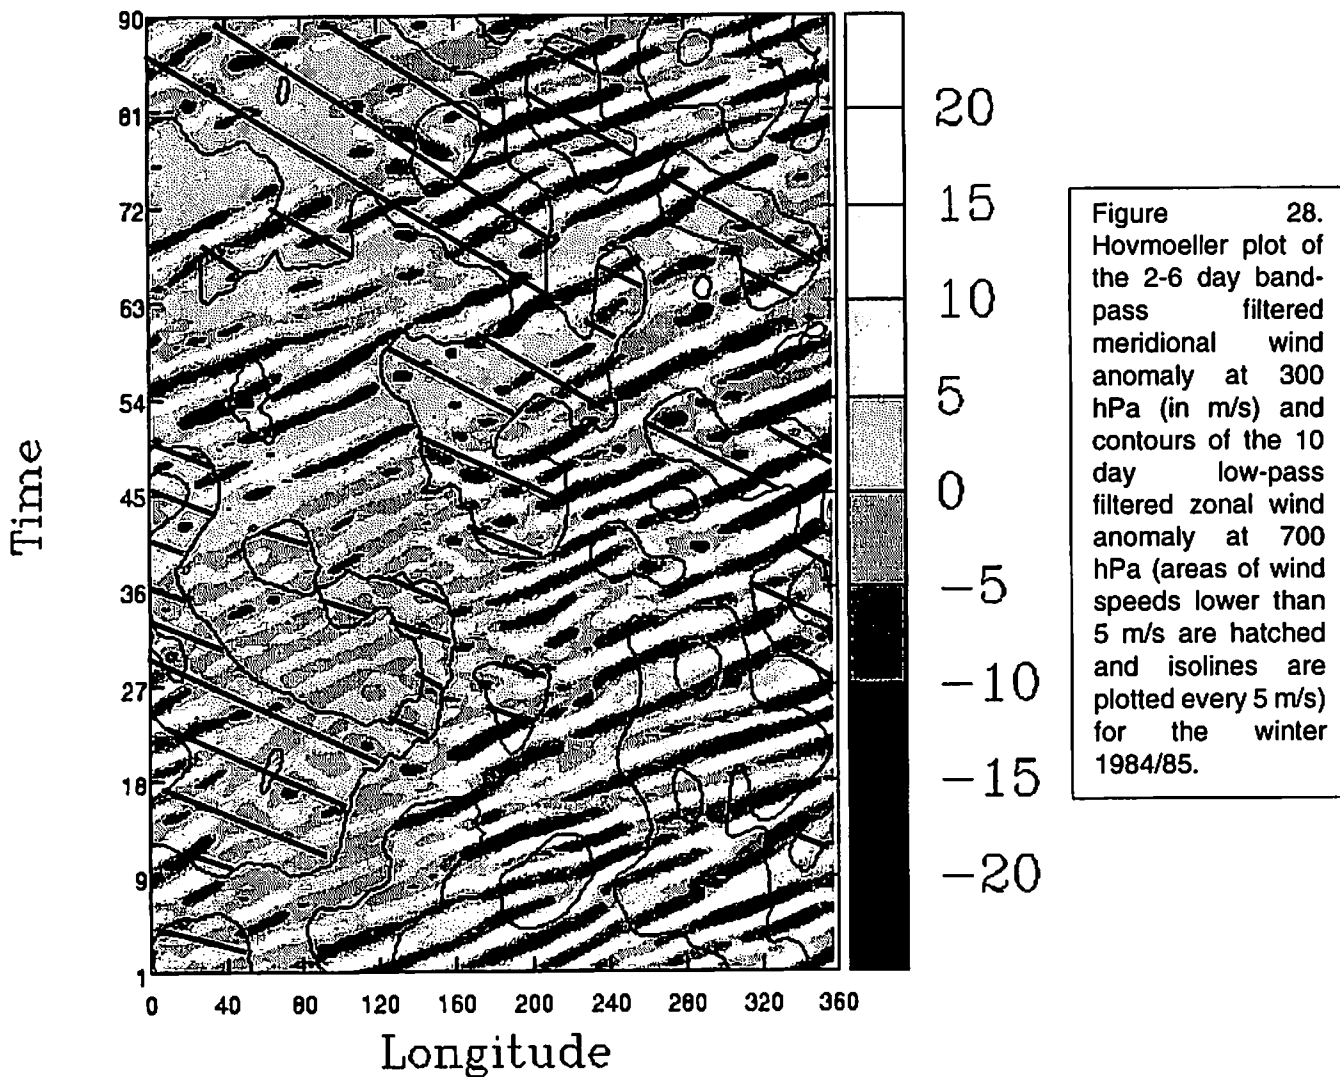 90
81
72
63
54
45
36
27
18
9
1
Time
0 40 80 120 160 200 240 280 320 360
Longitude
20
15
10
5
0
−5
−10
−15
−20
Figure 28.
Hovmoeller plot of
the 2-6 day band-
pass filtered
meridional wind
anomaly at 300
hPa (in m/s) and
contours of the 10
day low-pass
filtered zonal wind
anomaly at 700
hPa (areas of wind
speeds lower than
5 m/s are hatched
and isolines are
plotted every 5 m/s)
for the winter
1984/85.